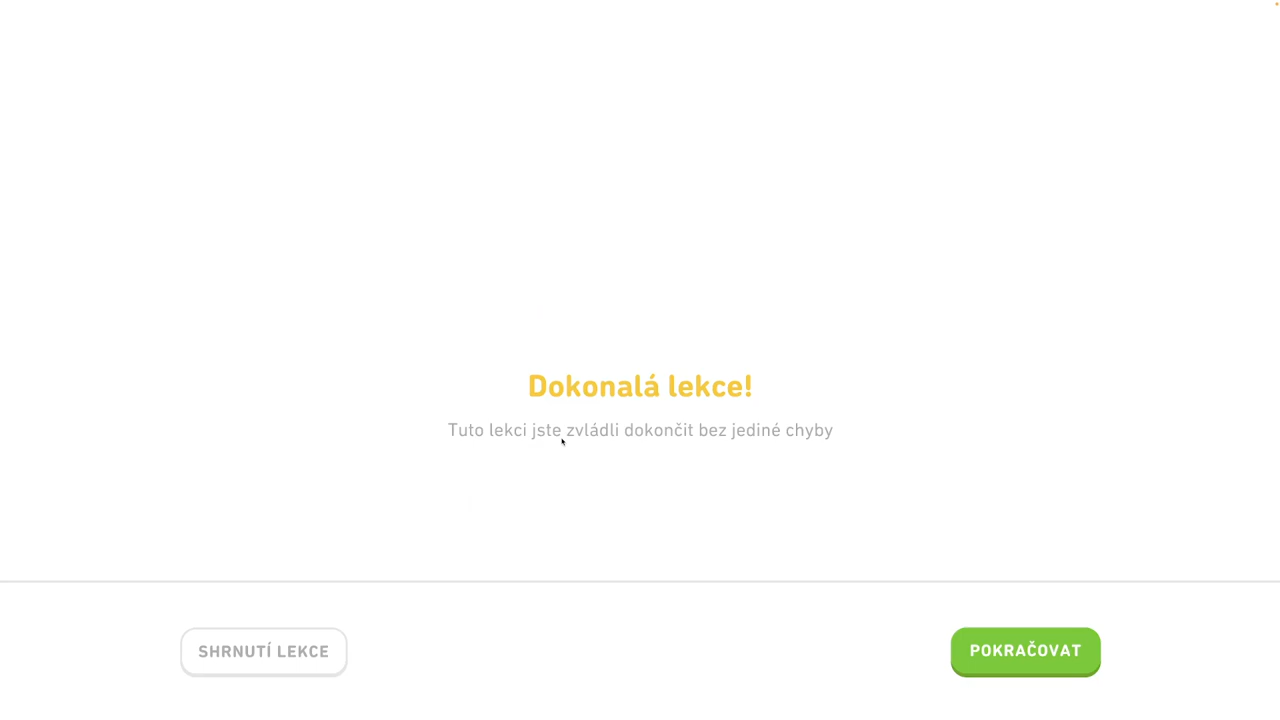 Dokonalá lekce!
Tuto lekci jste zvládli dokončit bez jediné chyby
SHRNUTÍ LEKCE
POKRAČOVAT